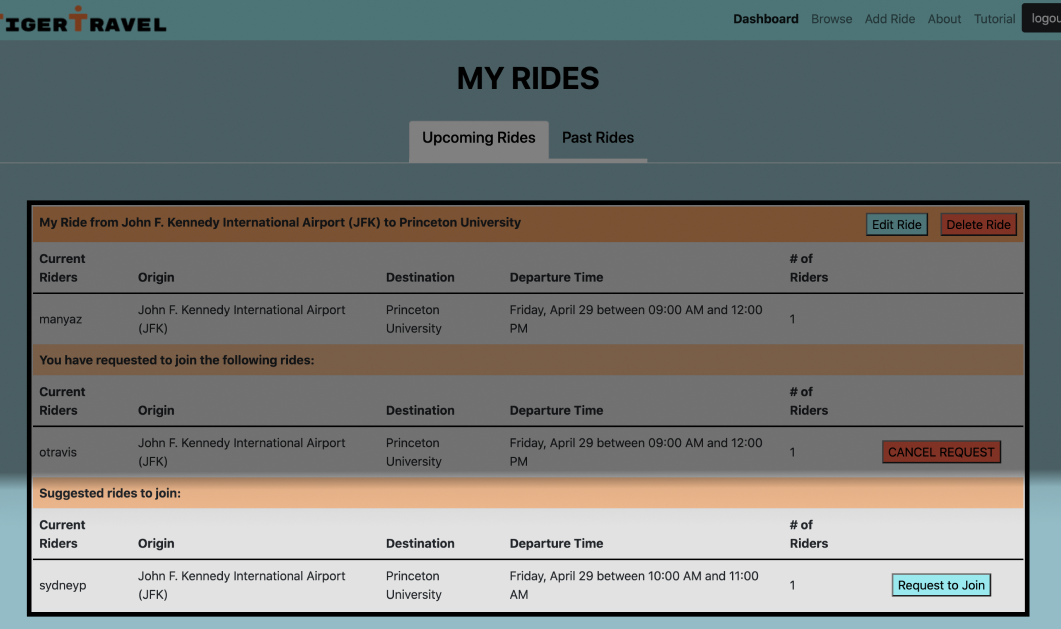 TIGERTRAVEL
Dashboard Browse Add Ride About Tutorial logou
MY RIDES
Upcoming Rides Past Rides
My Ride from John F. Kennedy International Airport (JFK) to Princeton University Edit Ride Delete Ride
Current
Riders Origin Destination Departure Time # of
Riders
manyaz John F. Kennedy International Airport
(JFK) Princeton
University Friday, April 29 between 09:00 AM and 12:00
PM 1
You have requested to join the following rides:
Current
Riders Origin Destination Departure Time # of
Riders
otravis John F. Kennedy International Airport
(JFK) Princeton
University Friday, April 29 between 09:00 AM and 12:00
PM 1 CANCEL REQUEST
Suggested rides to join:
Current
Riders Origin Destination Departure Time # of
Riders
sydneyp John F. Kennedy International Airport
(JFK) Princeton
University Friday, April 29 between 10:00 AM and 11:00
AM 1 Request to Join